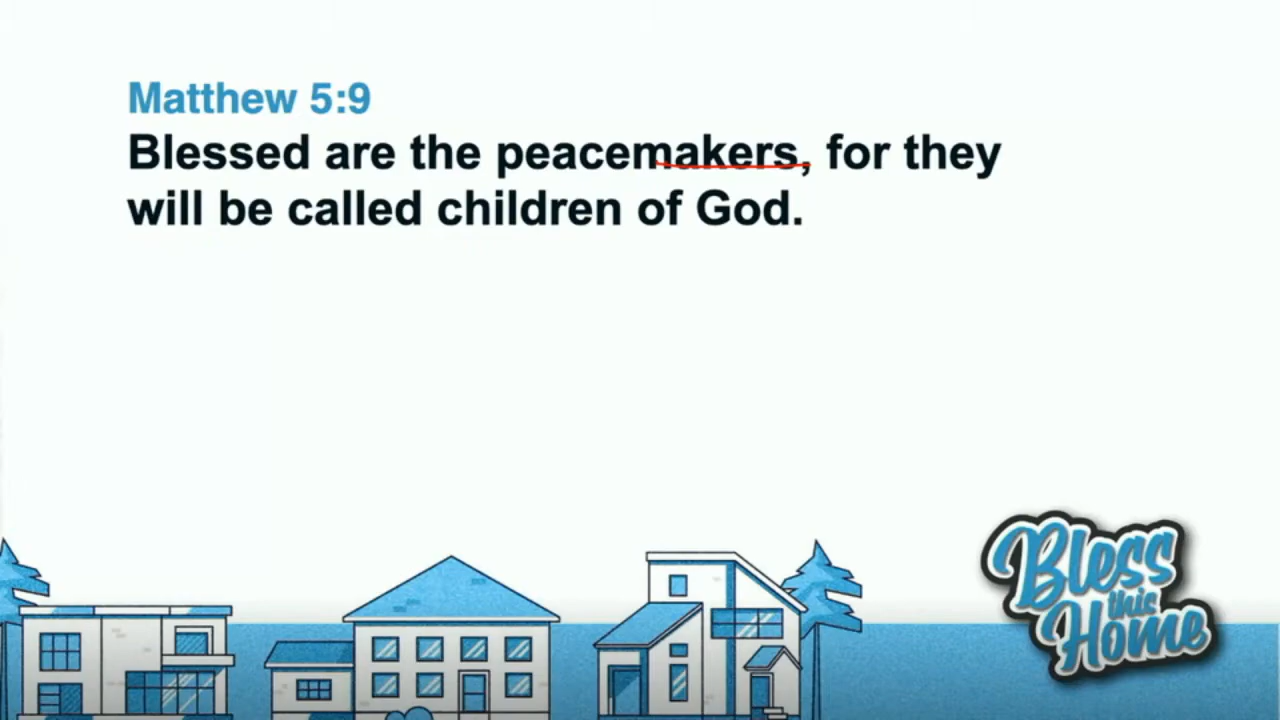 Matthew 5:9
Blessed are the peacemakers, for they
will be called children of God.
Bless
this
Home